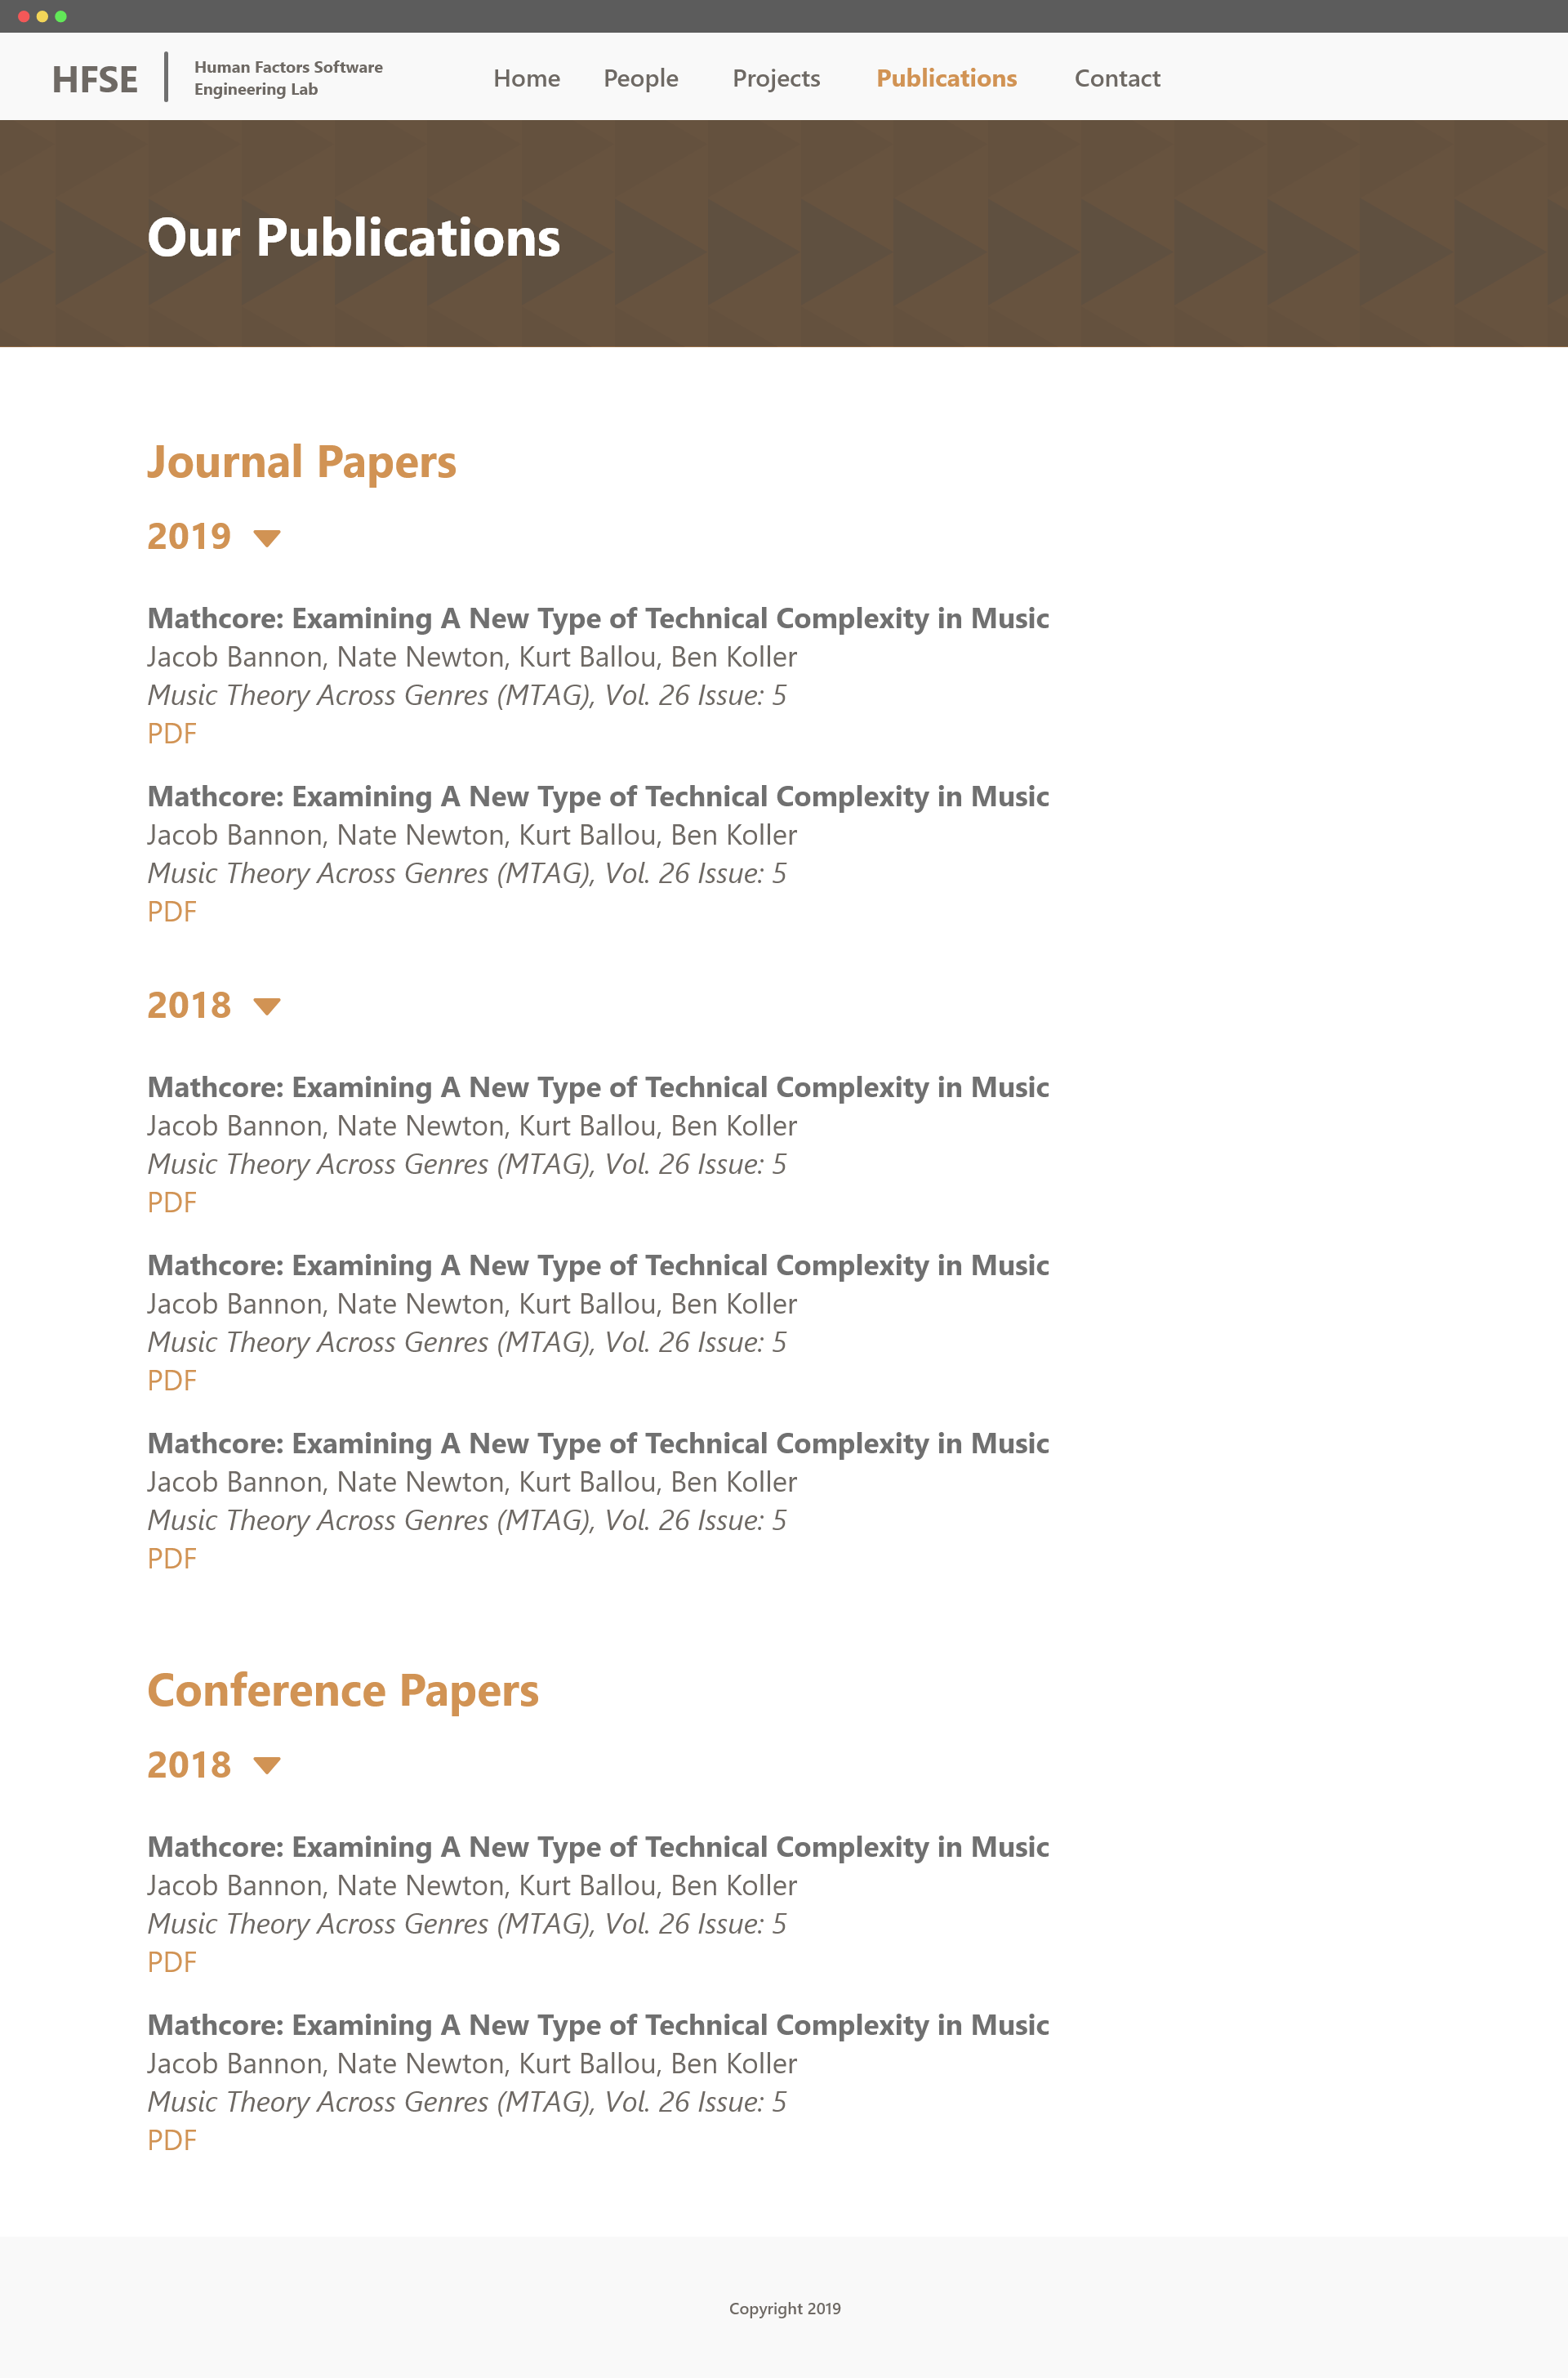 HFSE
Human Factors Software
Engineering Lab
Home People Projects Publications Contact
Our Publications
Journal Papers
2019
Mathcore: Examining A New Type of Technical Complexity in Music
Jacob Bannon, Nate Newton, Kurt Ballou, Ben Koller
Music Theory Across Genres (MTAG), Vol. 26 Issue: 5
PDF
Mathcore: Examining A New Type of Technical Complexity in Music
Jacob Bannon, Nate Newton, Kurt Ballou, Ben Koller
Music Theory Across Genres (MTAG), Vol. 26 Issue: 5
PDF
2018
Mathcore: Examining A New Type of Technical Complexity in Music
Jacob Bannon, Nate Newton, Kurt Ballou, Ben Koller
Music Theory Across Genres (MTAG), Vol. 26 Issue: 5
PDF
Mathcore: Examining A New Type of Technical Complexity in Music
Jacob Bannon, Nate Newton, Kurt Ballou, Ben Koller
Music Theory Across Genres (MTAG), Vol. 26 Issue: 5
PDF
Mathcore: Examining A New Type of Technical Complexity in Music
Jacob Bannon, Nate Newton, Kurt Ballou, Ben Koller
Music Theory Across Genres (MTAG), Vol. 26 Issue: 5
PDF
Conference Papers
2018
Mathcore: Examining A New Type of Technical Complexity in Music
Jacob Bannon, Nate Newton, Kurt Ballou, Ben Koller
Music Theory Across Genres (MTAG), Vol. 26 Issue: 5
PDF
Mathcore: Examining A New Type of Technical Complexity in Music
Jacob Bannon, Nate Newton, Kurt Ballou, Ben Koller
Music Theory Across Genres (MTAG), Vol. 26 Issue: 5
PDF
Copyright 2019